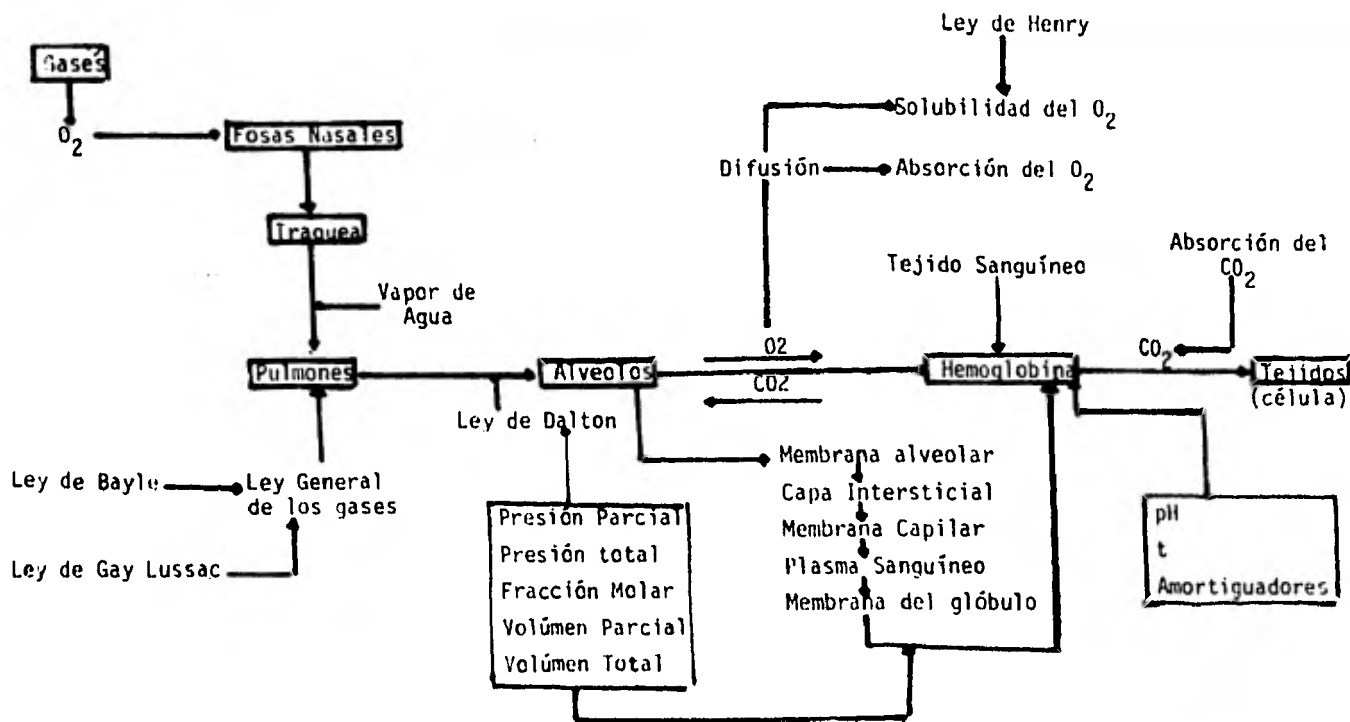 Gases
O2
Fosas Nasales
Traquea
Vapor de
Agua
Pulmones
Ley de Bayle
Ley General
de los gases
Ley de Gay Lussac
Ley de Dalton
Presión Parcial
Presión total
Fracción Molar
Volúmen Parcial
Volúmen Total
Alveolos
O2
CO2
Difusión
Ley de Henry
Solubilidad del O2
Absorción del O2
Membrana alveolar
Capa Intersticial
Membrana Capilar
Plasma Sanguíneo
Membrana del glóbulo
Tejido Sanguíneo
Hemoglobina
Absorción del
CO2
CO2
Tejidos
(célula)
pH
t
Amortiguadores